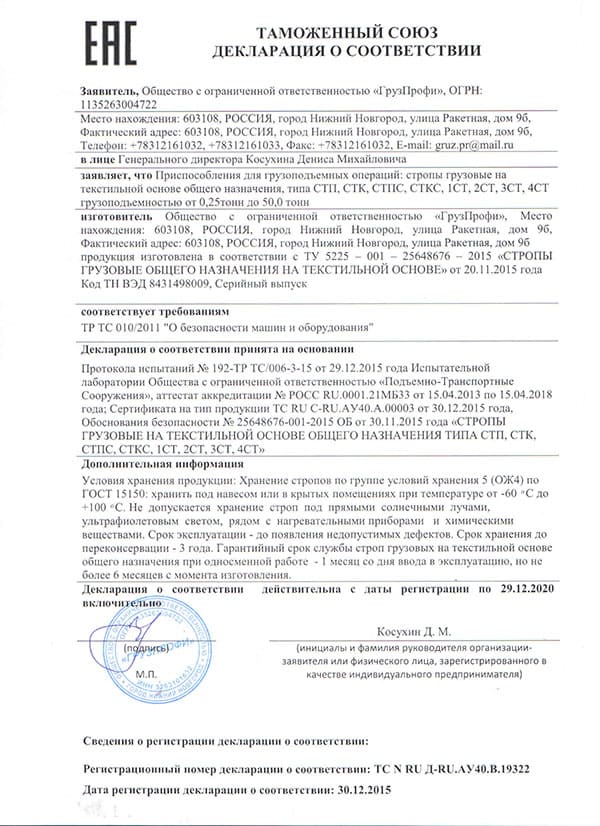 ЕАС
ТАМОЖЕННЫЙ СОЮЗ
ДЕКЛАРАЦИЯ О СООТВЕТСТВИИ
Заявитель, Общество с ограниченной ответственностью «ГрузПрофи», ОГРН:
1135263004722
Место нахождения: 603108, РОССИЯ, город Нижний Новгород, улица Ракетная, дом 9б,
Фактический адрес: 603108, РОССИЯ, город Нижний Новгород, улица Ракетная, дом 9б,
Телефон: +78312161032, +78312161033, Факс: +78312161032, E-mail: gruz.pr@mail.ru
в лице Генерального директора Косухина Дениса Михайловича
заявляет, что Приспособления для грузоподъемных операций: стропы грузовые на
текстильной основе общего назначения, типа СТП, СТК, СТПС, СТКС, 1СТ, 2СТ, 3СТ, 4СТ
грузоподъемностью от 0,25тонн до 50,0 тонн
изготовитель Общество с ограниченной ответственностью «ГрузПрофи», Место
нахождения: 603108, РОССИЯ, город Нижний Новгород, улица Ракетная, дом 9б,
Фактический адрес: 603108, РОССИЯ, город Нижний Новгород, улица Ракетная, дом 9б
продукция изготовлена в соответствии с ТУ 5225 – 001 – 25648676 – 2015 «СТРОПЫ
ГРУЗОВЫЕ ОБЩЕГО НАЗНАЧЕНИЯ НА ТЕКСТИЛЬНОЙ ОСНОВЕ» от 20.11.2015 года
Код ТН ВЭД 8431498009, Серийный выпуск
соответствует требованиям
ТР ТС 010/2011 "О безопасности машин и оборудования"
Декларация о соответствии принята на основании
Протокола испытаний № 192-ТР ТС/006-3-15 от 29.12.2015 года Испытательной
лаборатории Общества с ограниченной ответственностью «Подъемно-Транспортные
Сооружения», аттестат аккредитации № РОСС RU.0001.21МБ33 от 15.04.2013 по 15.04.2018
года; Сертификата на тип продукции ТС RU C-RU.АУ40.А.00003 от 30.12.2015 года,
Обоснования безопасности № 25648676-001-2015 ОБ от 30.11.2015 года «СТРОПЫ
ГРУЗОВЫЕ НА ТЕКСТИЛЬНОЙ ОСНОВЕ ОБЩЕГО НАЗНАЧЕНИЯ ТИПА СТП, СТК,
СТПС, СТКС, 1СТ, 2СТ, 3СТ, 4СТ»
Дополнительная информация
Условия хранения продукции: Хранение стропов по группе условий хранения 5 (ОЖ4) по
ГОСТ 15150: хранить под навесом или в крытых помещениях при температуре от -60 °С до
+100 °С. Не допускается хранение строп под прямыми солнечными лучами,
ультрафиолетовым светом, рядом с нагревательными приборами и химическими
веществами. Срок эксплуатации - до появления недопустимых дефектов. Срок хранения до
переконсервации - 3 года. Гарантийный срок службы строп грузовых на текстильной основе
общего назначения при односменной работе - 1 месяц со дня ввода в эксплуатацию, но не
более 6 месяцев с момента изготовления.
Декларация о соответствии действительна с даты регистрации по 29.12.2020
включительно
Косухин Д. М.
(подпись)
(инициалы и фамилия руководителя организации-
заявителя или физического лица, зарегистрированного в
качестве индивидуального предпринимателя)
М.П.
«ГРУЗПРОФИ»
Сведения о регистрации декларации о соответствии:
Регистрационный номер декларации о соответствии: ТС N RU Д-RU.АУ40.В.19322
Дата регистрации декларации о соответствии: 30.12.2015